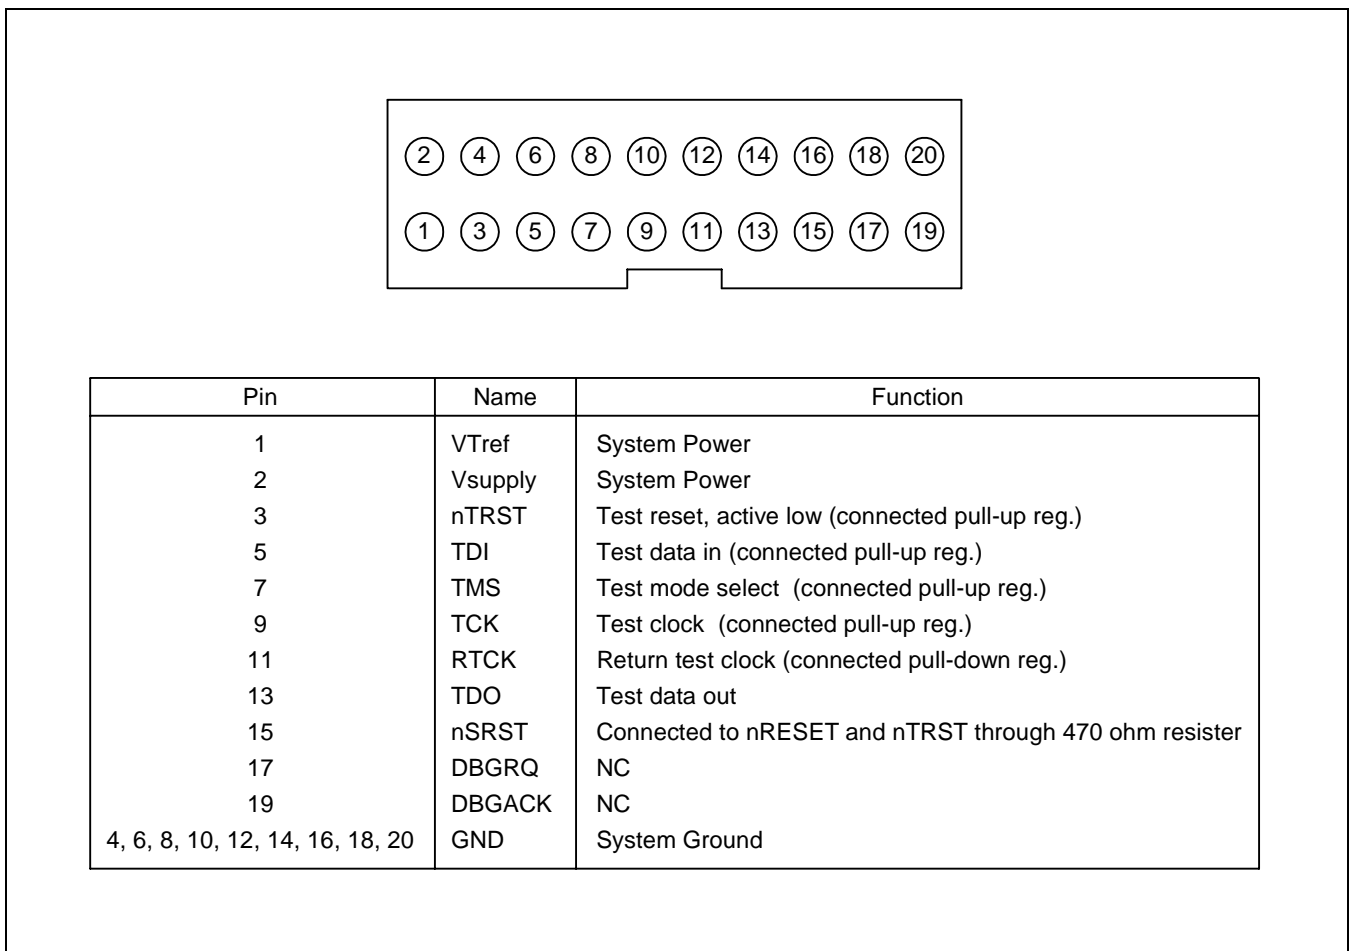 2 4 6 8 10 12 14 16 18 20
1 3 5 7 9 11 13 15 17 19
Pin Name Function
1 VTref System Power
2 Vsupply System Power
3 nTRST Test reset, active low (connected pull-up reg.)
5 TDI Test data in (connected pull-up reg.)
7 TMS Test mode select (connected pull-up reg.)
9 TCK Test clock (connected pull-up reg.)
11 RTCK Return test clock (connected pull-down reg.)
13 TDO Test data out
15 nSRST Connected to nRESET and nTRST through 470 ohm resister
17 DBGRQ NC
19 DBGACK NC
4, 6, 8, 10, 12, 14, 16, 18, 20 GND System Ground